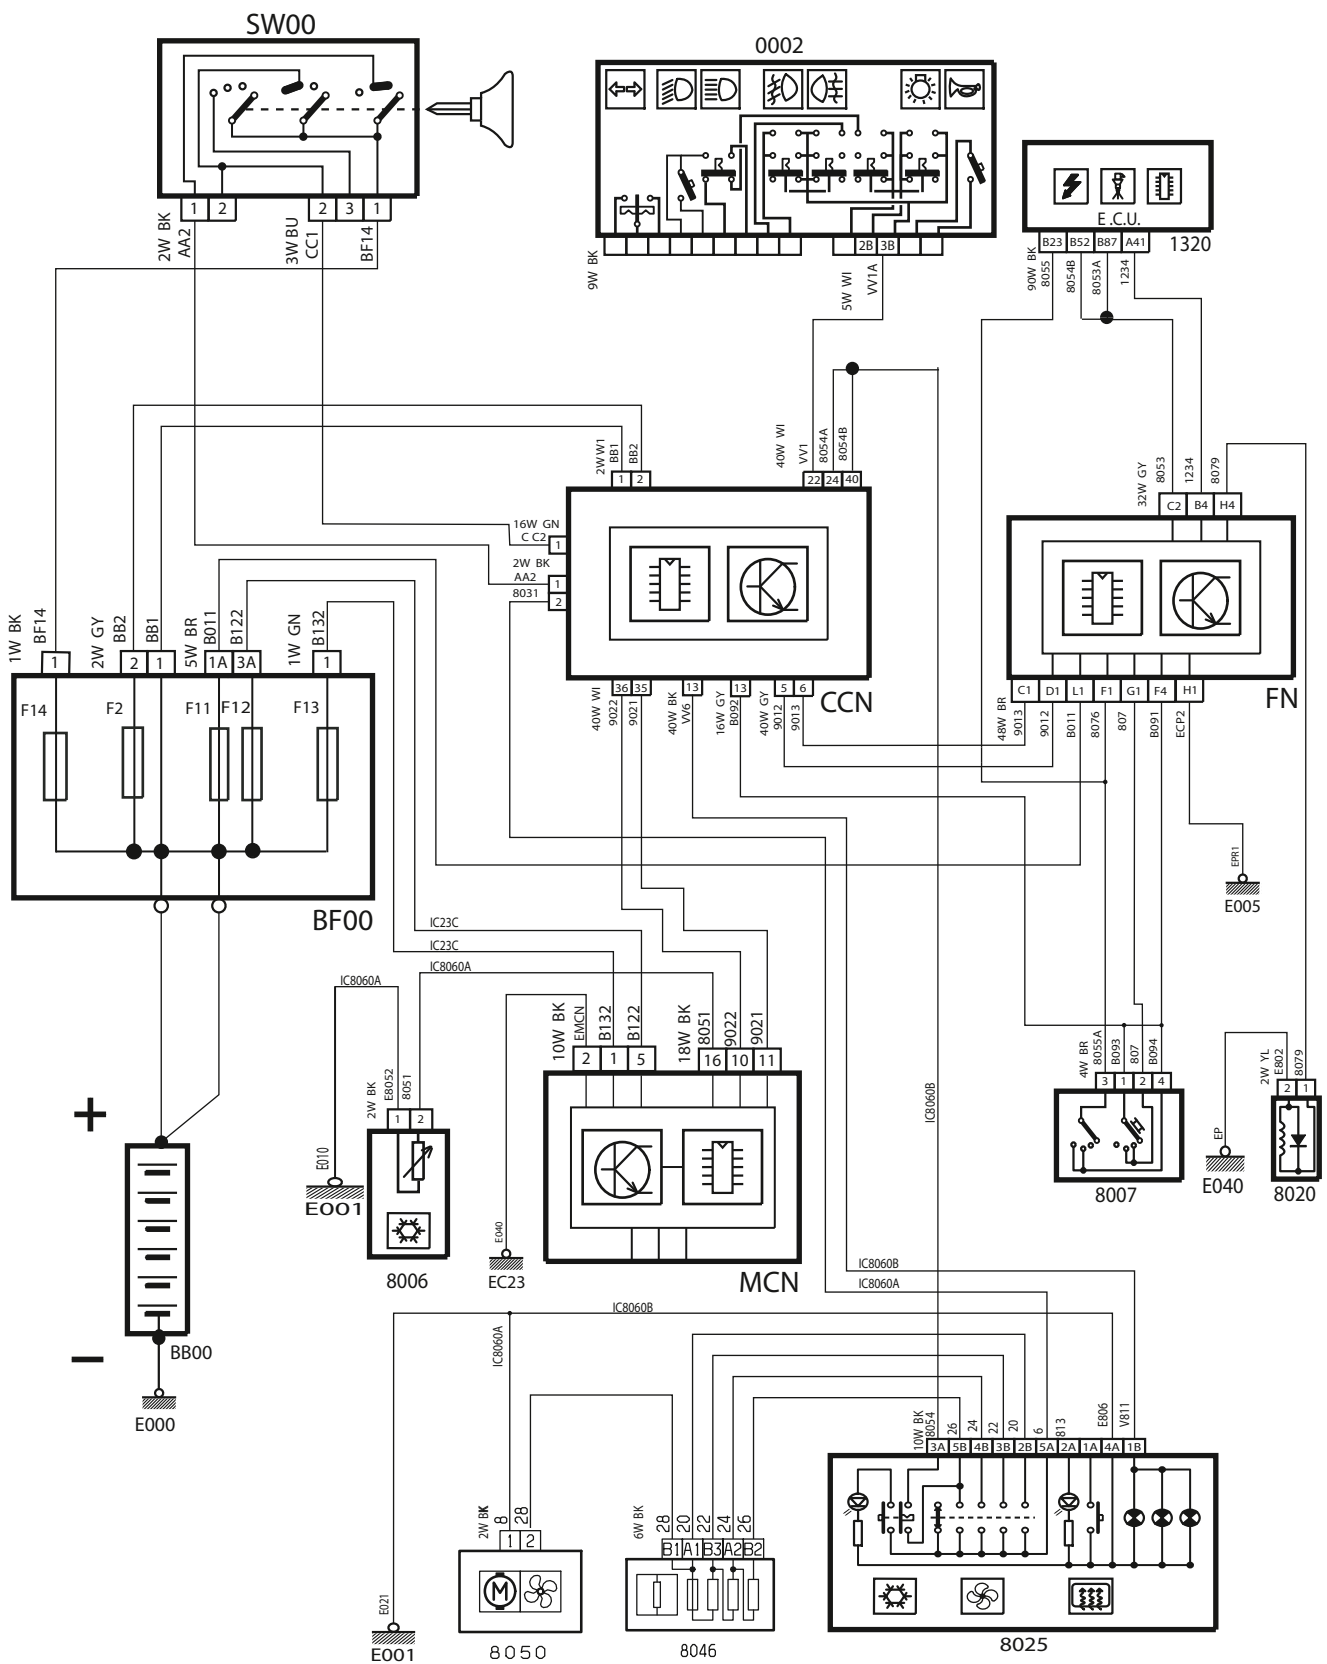 SW00
0002
1 2 2 3 1
2W BK
AA2
3W BU
CC1
BF14
9W BK
2B 3B
5W WI
VV1A
E .C.U.
1320
B23 B52 B87 A41
90W BK
8055
8054B
8053A
1234
2W W1
BB1
BB2
1 2
40W WI
VV1
8054A
8054B
22 24 40
16W GN
C C2
1
2W BK
AA2
1
8031
2
CCN
36 35 13 13 5 6
40W WI
9022
9021
40W BK
VV6
16W GY
B092
40W GY
9012
9013
32W GY
8053
1234
8079
C2 B4 H4
FN
C1 D1 L1 F1 G1 F4 H1
48W BR
9013
9012
B011
8076
807
B091
ECP2
EPR1
E005
1W BK
BF14
2W GY
BB2
BB1
5W BR
B011
B122
1W GN
B132
1 2 1 1A 3A 1
F14 F2 F11 F12 F13
BF00
IC23C
IC23C
IC8060A
IC8060A
10W BK
EMCN
B132
B122
18W BK
8051
9022
9021
2 1 5 16 10 11
MCN
E040
EC23
2W BK
E8052
8051
1 2
8006
E010
E001
+
−
BB00
E000
IC8060B
4W BR
8055A
B093
807
B094
3 1 2 4
8007
EP
E040
2W YL
E802
8079
2 1
8020
IC8060B
IC8060A
IC8060B
IC8060A
10W BK
8054
26
24
22
20
6
813
E806
V811
3A 5B 4B 3B 2B 5A 2A 1A 4A 1B
8025
E021
E001
2W BK
8
28
1 2
M
8050
6W BK
28
20
22
24
26
B1 A1 B3 A2 B2
8046